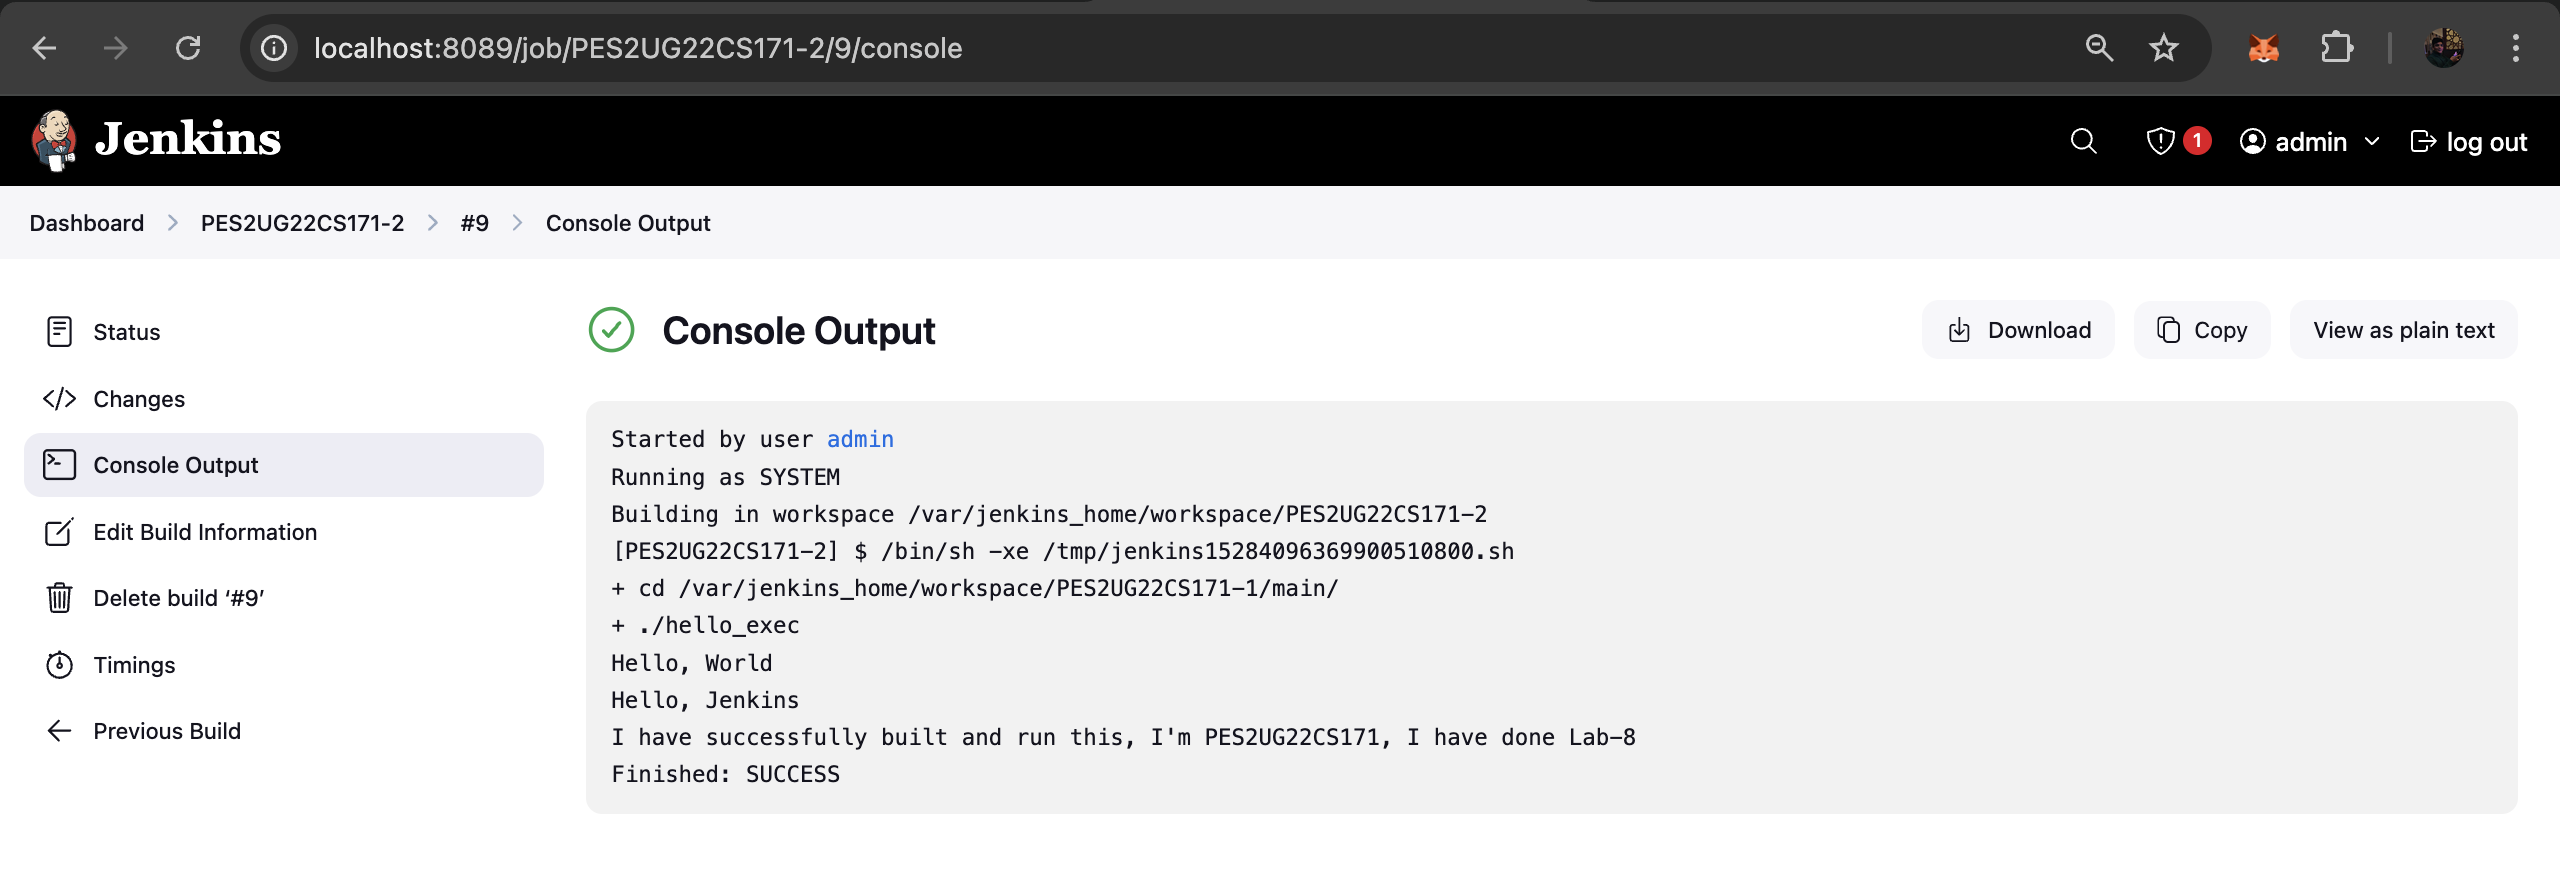 localhost:8089/job/PES2UG22CS171-2/9/console
Jenkins
1
admin
log out
Dashboard
PES2UG22CS171-2
#9
Console Output
Status
Changes
Console Output
Edit Build Information
Delete build ‘#9’
Timings
Previous Build
Console Output
Download
Copy
View as plain text
Started by user admin
Running as SYSTEM
Building in workspace /var/jenkins_home/workspace/PES2UG22CS171-2
[PES2UG22CS171-2] $ /bin/sh -xe /tmp/jenkins15284096369900510800.sh
+ cd /var/jenkins_home/workspace/PES2UG22CS171-1/main/
+ ./hello_exec
Hello, World
Hello, Jenkins
I have successfully built and run this, I'm PES2UG22CS171, I have done Lab-8
Finished: SUCCESS